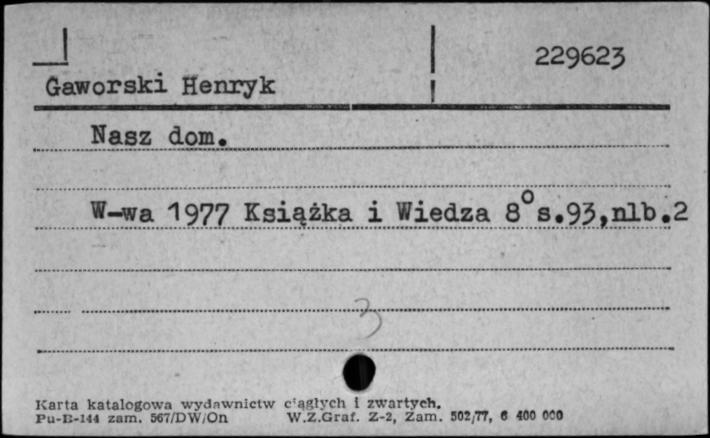 229623
Gaworski Henryk
Nasz dom.
W-wa 1977 Książka i Wiedza 8° s.93,nlb.2
3
Karta katalogowa wydawnictw ciągłych i zwartych.
Pu-B-144 zam. 567/DW/On W.Z.Graf. Z-2, Zam. 502/77, 6 400 000